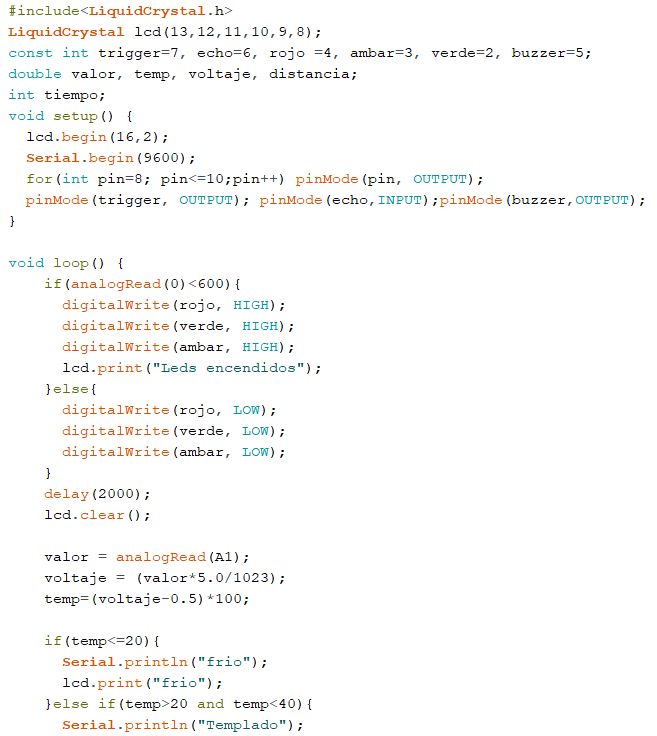 #include<LiquidCrystal.h>
LiquidCrystal lcd(13,12,11,10,9,8);
const int trigger=7, echo=6, rojo =4, ambar=3, verde=2, buzzer=5;
double valor, temp, voltaje, distancia;
int tiempo;
void setup() {
  lcd.begin(16,2);
  Serial.begin(9600);
  for(int pin=8; pin<=10;pin++) pinMode(pin, OUTPUT);
  pinMode(trigger, OUTPUT); pinMode(echo,INPUT);pinMode(buzzer,OUTPUT);
}

void loop() {
    if(analogRead(0)<600){
      digitalWrite(rojo, HIGH);
      digitalWrite(verde, HIGH);
      digitalWrite(ambar, HIGH);
      lcd.print("Leds encendidos");
    }else{
      digitalWrite(rojo, LOW);
      digitalWrite(verde, LOW);
      digitalWrite(ambar, LOW);
    }
    delay(2000);
    lcd.clear();

    valor = analogRead(A1);
    voltaje = (valor*5.0/1023);
    temp=(voltaje-0.5)*100;

    if(temp<=20){
      Serial.println("frio");
      lcd.print("frio");
    }else if(temp>20 and temp<40){
      Serial.println("Templado");